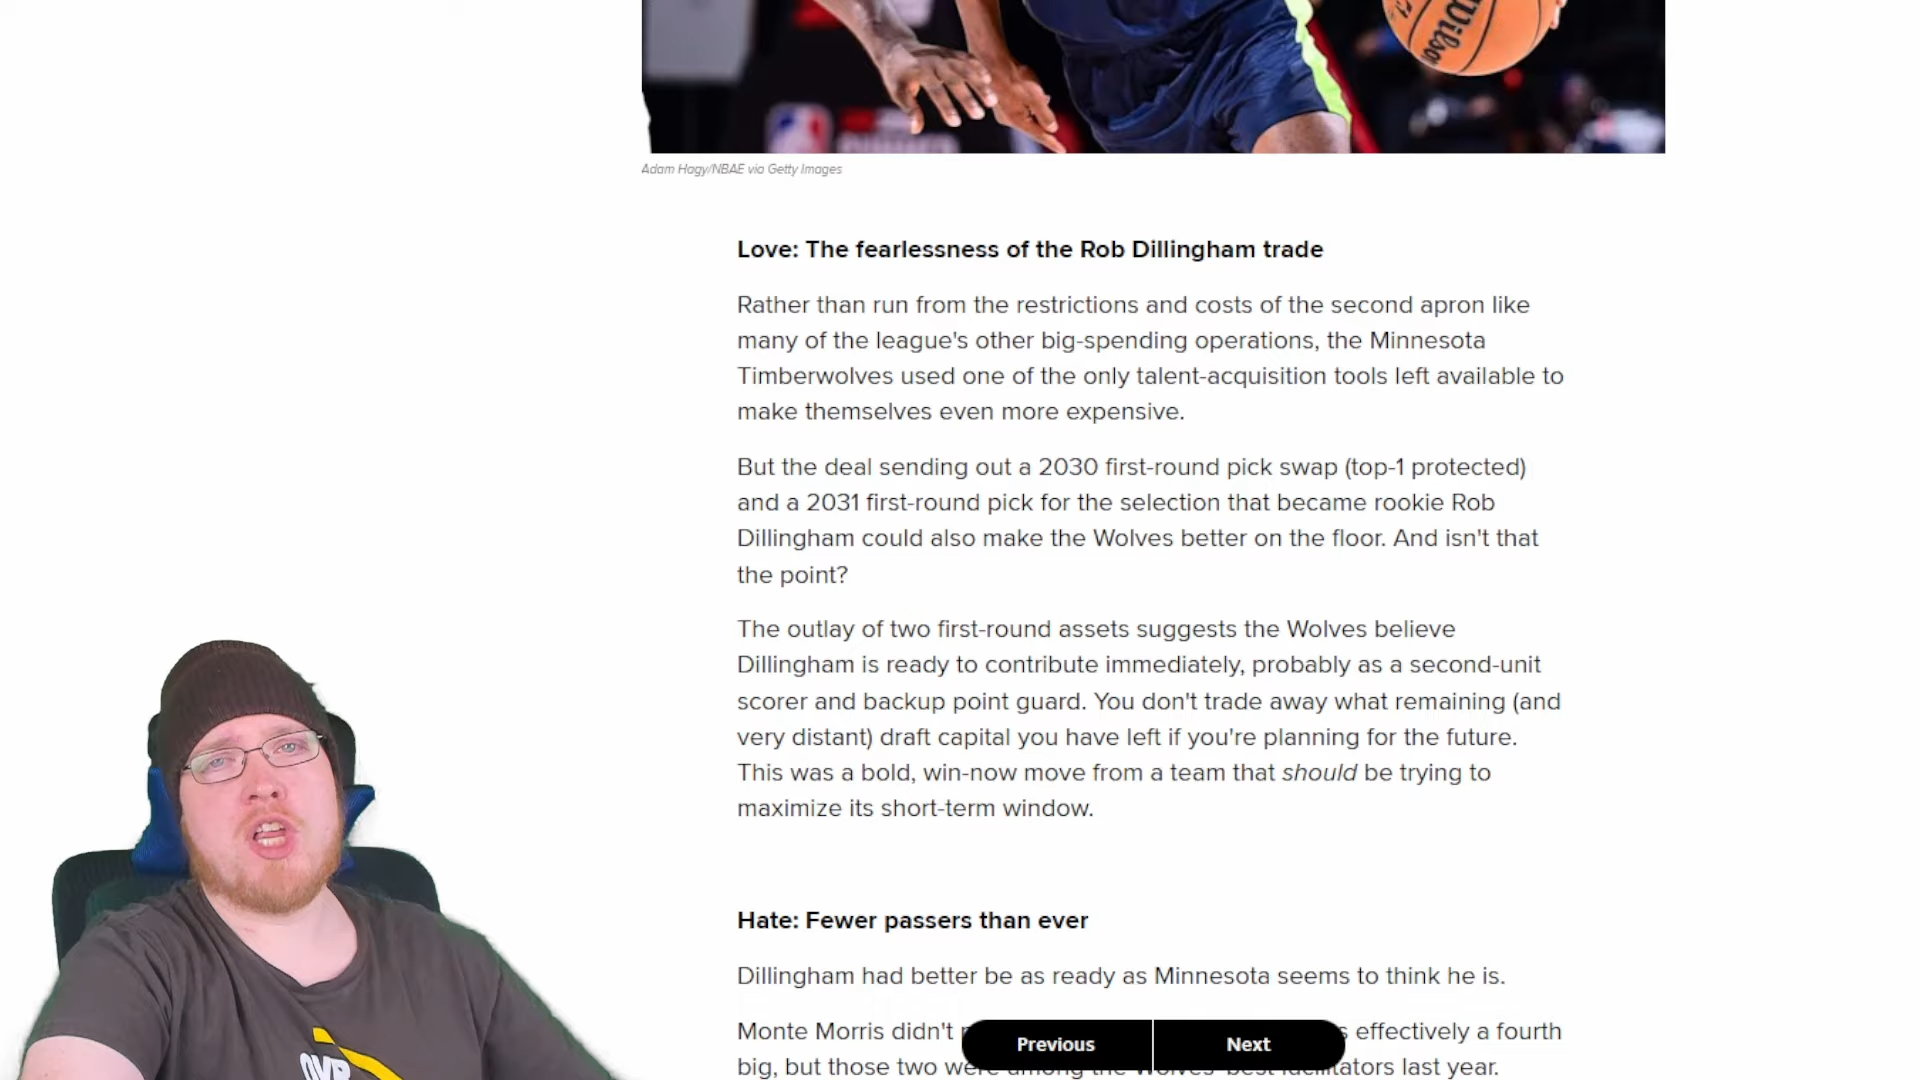 Wilson
Adam Hagy/NBAE via Getty Images
Love: The fearlessness of the Rob Dillingham trade
Rather than run from the restrictions and costs of the second apron like
many of the league's other big-spending operations, the Minnesota
Timberwolves used one of the only talent-acquisition tools left available to
make themselves even more expensive.
But the deal sending out a 2030 first-round pick swap (top-1 protected)
and a 2031 first-round pick for the selection that became rookie Rob
Dillingham could also make the Wolves better on the floor. And isn't that
the point?
The outlay of two first-round assets suggests the Wolves believe
Dillingham is ready to contribute immediately, probably as a second-unit
scorer and backup point guard. You don't trade away what remaining (and
very distant) draft capital you have left if you're planning for the future.
This was a bold, win-now move from a team that should be trying to
maximize its short-term window.
Hate: Fewer passers than ever
Dillingham had better be as ready as Minnesota seems to think he is.
Monte Morris didn't effectively a fourth
Previous Next
big, but those two were among the Wolves' best facilitators last year.
OVR